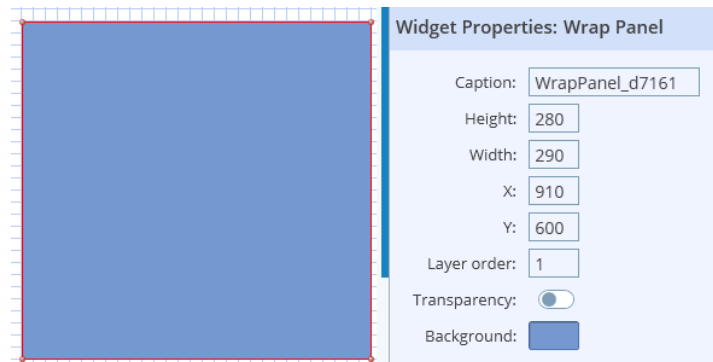 Widget Properties: Wrap Panel
Caption: WrapPanel_d7161
Height: 280
Width: 290
X: 910
Y: 600
Layer order: 1
Transparency:
Background: